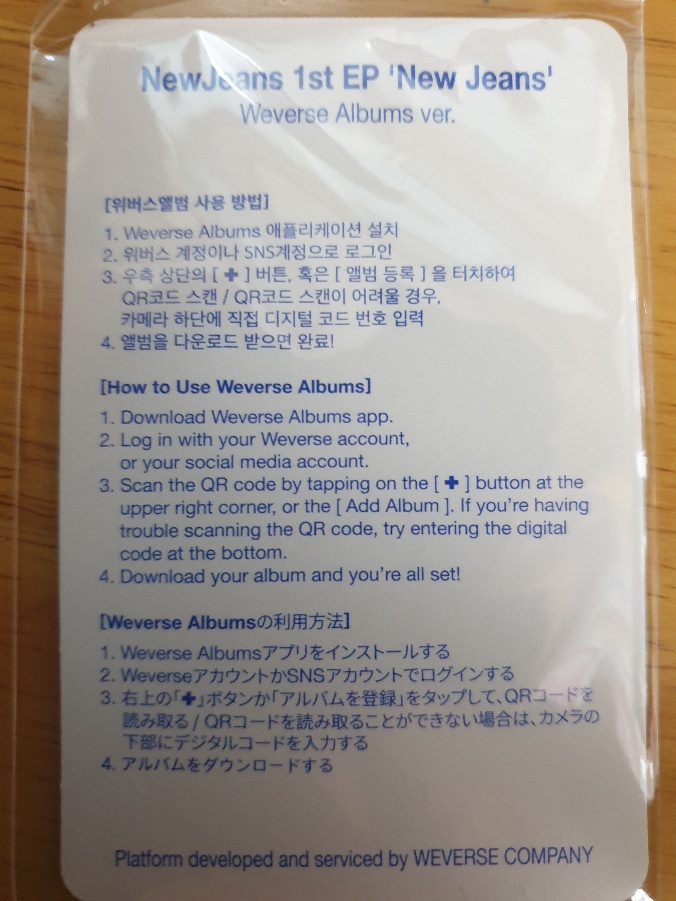 NewJeans 1st EP 'New Jeans'
Weverse Albums ver.
[위버스앨범 사용 방법]
1. Weverse Albums 애플리케이션 설치
2. 위버스 계정이나 SNS계정으로 로그인
3. 우측 상단의 [ ✚ ] 버튼, 혹은 [ 앨범 등록 ] 을 터치하여
QR코드 스캔 / QR코드 스캔이 어려울 경우,
카메라 하단에 직접 디지털 코드 번호 입력
4. 앨범을 다운로드 받으면 완료!
[How to Use Weverse Albums]
1. Download Weverse Albums app.
2. Log in with your Weverse account,
or your social media account.
3. Scan the QR code by tapping on the [ ✚ ] button at the
upper right corner, or the [ Add Album ]. If you're having
trouble scanning the QR code, try entering the digital
code at the bottom.
4. Download your album and you're all set!
[Weverse Albumsの利用方法]
1. Weverse Albumsアプリをインストールする
2. WeverseアカウントかSNSアカウントでログインする
3. 右上の「✚」ボタンか「アルバムを登録」をタップして、QRコードを
読み取る / QRコードを読み取ることができない場合は、カメラの
下部にデジタルコードを入力する
4. アルバムをダウンロードする
Platform developed and serviced by WEVERSE COMPANY